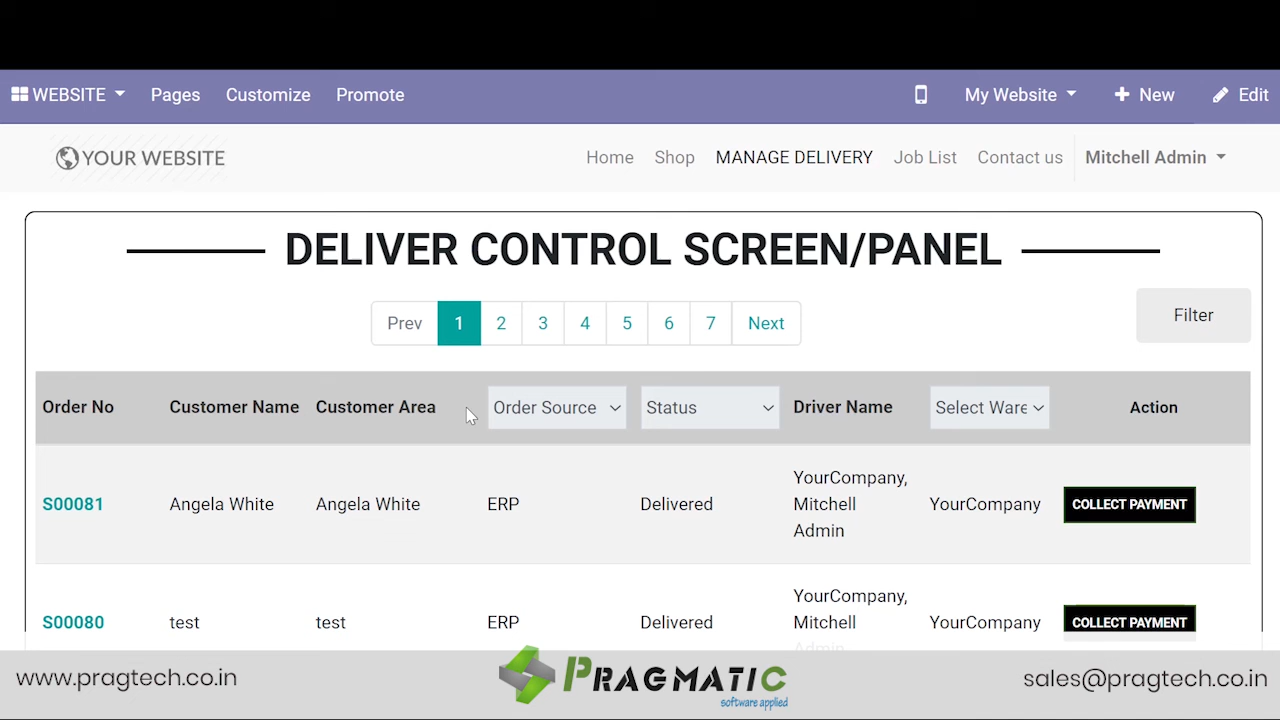 WEBSITE Pages Customize Promote My Website New Edit
YOUR WEBSITE Home Shop MANAGE DELIVERY Job List Contact us Mitchell Admin
DELIVER CONTROL SCREEN/PANEL
Prev 1 2 3 4 5 6 7 Next Filter
Order No Customer Name Customer Area Order Source Status Driver Name Select Ware Action
S00081 Angela White Angela White ERP Delivered YourCompany, Mitchell Admin YourCompany COLLECT PAYMENT
S00080 test test ERP Delivered YourCompany, Mitchell Admin YourCompany COLLECT PAYMENT
www.pragtech.co.in PRAGMATIC software applied sales@pragtech.co.in